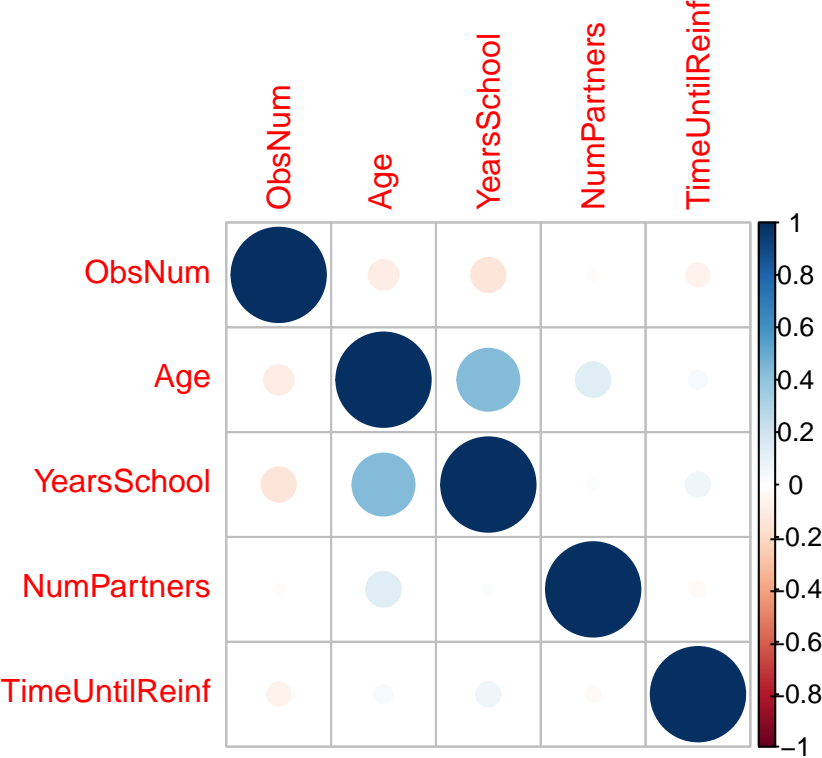 ObsNum
Age
YearsSchool
NumPartners
TimeUntilReinf
ObsNum
Age
YearsSchool
NumPartners
TimeUntilReinf
1
0.8
0.6
0.4
0.2
0
-0.2
-0.4
-0.6
-0.8
−1